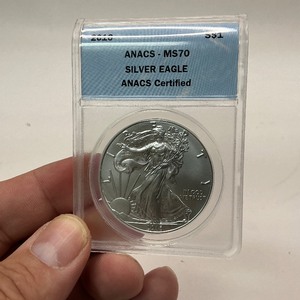 S$1
ANACS - MS70
SILVER EAGLE
ANACS Certified